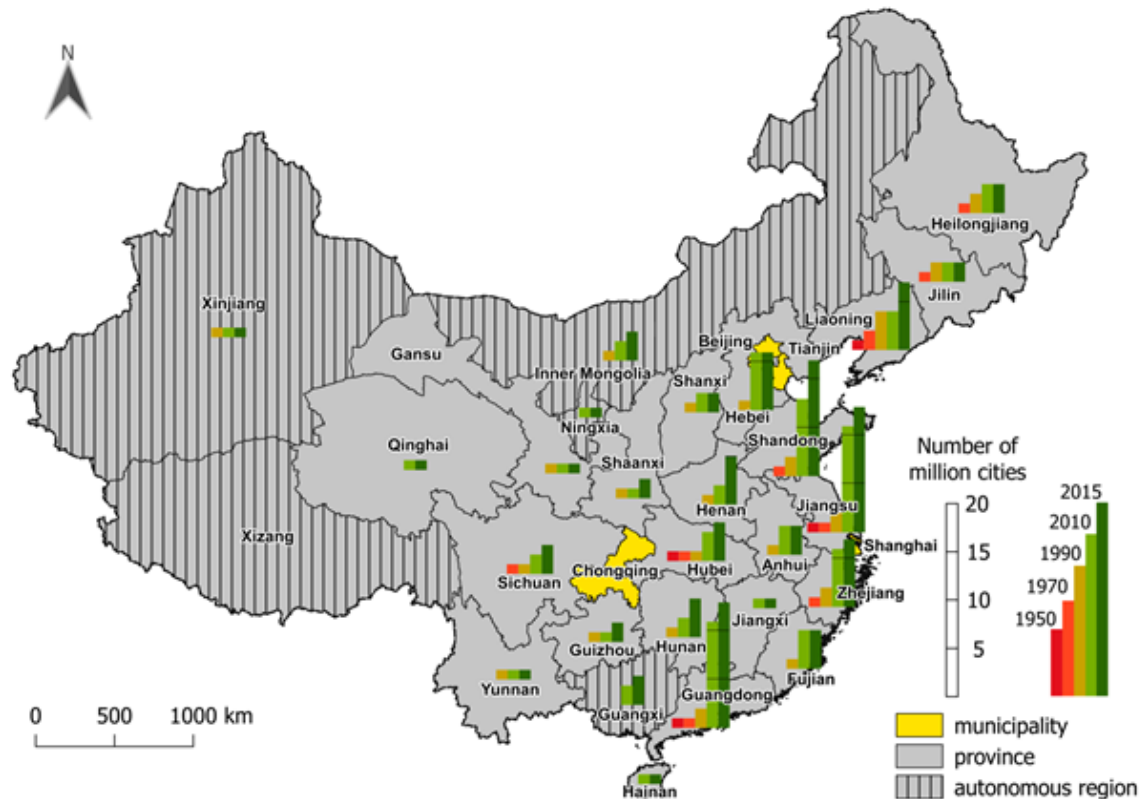 N
Heilongjiang
Jilin
Xinjiang
Liaoning
Beijing
Tianjin
Gansu
Inner Mongolia
Shanxi
Hebei
Ningxia
Qinghai
Shandong
Shaanxi
Henan
Jiangsu
Xizang
Shanghai
Sichuan
Chongqing
Hubei
Anhui
Zhejiang
Jiangxi
Guizhou
Hunan
Fujian
Yunnan
Guangxi
Guangdong
Hainan
0 500 1000 km
Number of
million cities
20
15
10
5
2015
2010
1990
1970
1950
municipality
province
autonomous region